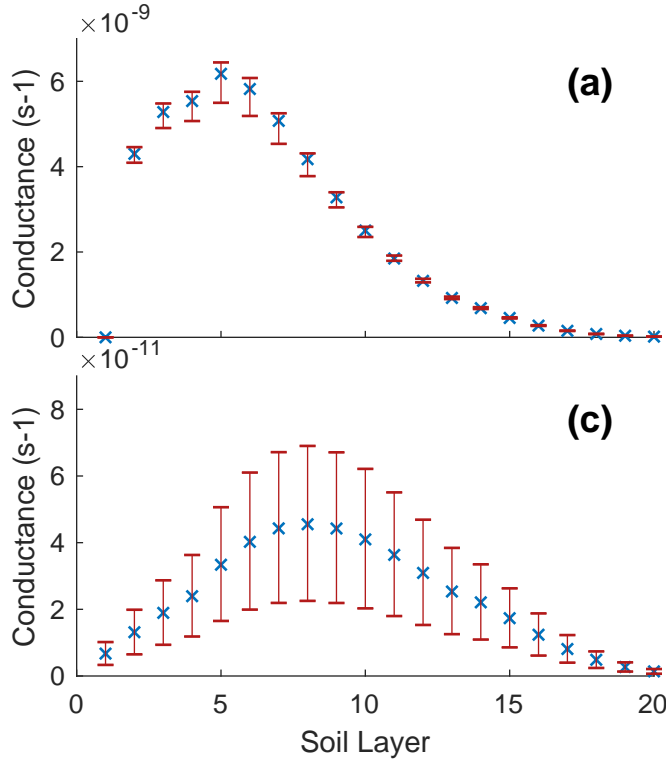 ×10^-9
6
4
2
0
Conductance (s-1)
(a)
×10^-11
8
6
4
2
0
Conductance (s-1)
(c)
0 5 10 15 20
Soil Layer